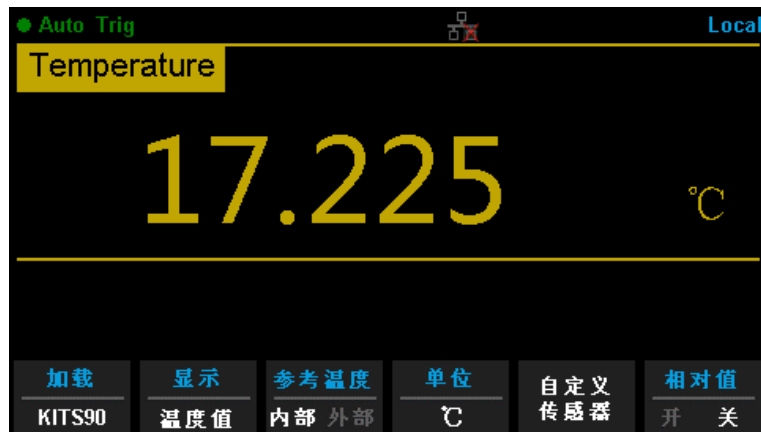 Auto Trig Local
Temperature
17.225 ℃
加载 显示 参考温度 单位 自定义 相对值
KITS90 温度值 内部 外部 ℃ 传感器 开 关